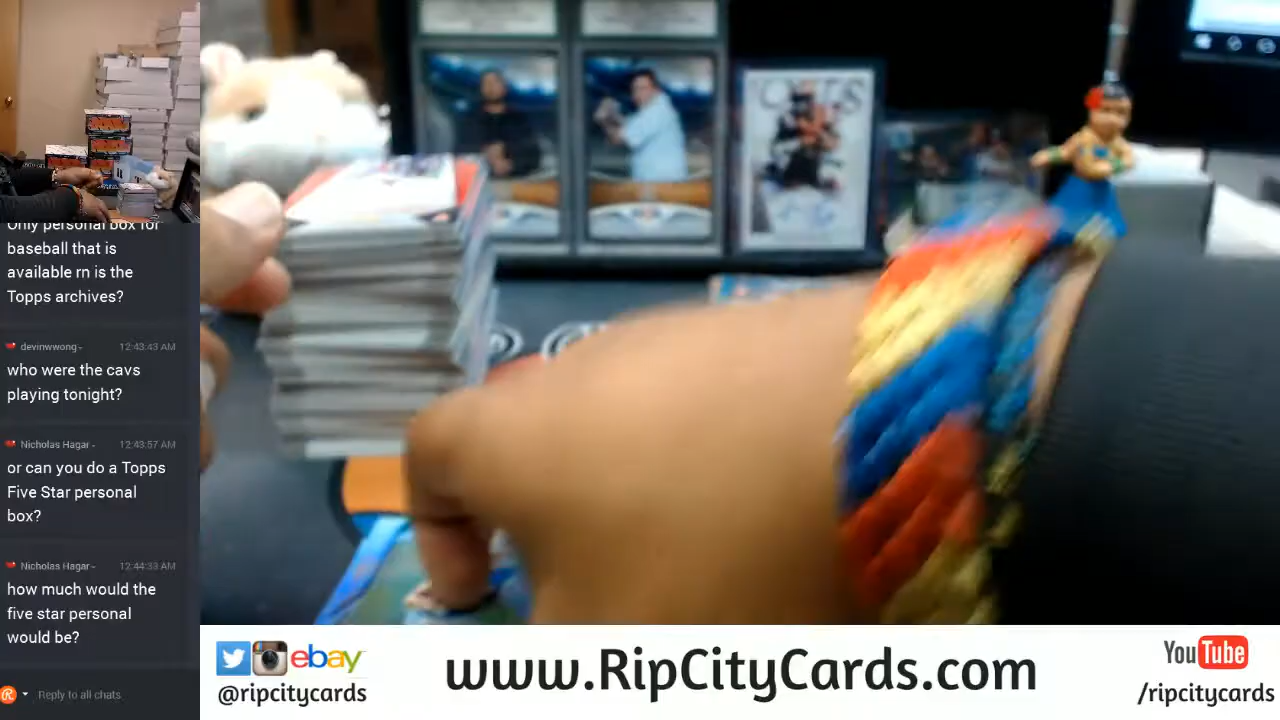 Only personal box for
baseball that is
available rn is the
Topps archives?
devinwwong- 12:43:43 AM
who were the cavs
playing tonight?
Nicholas Hagar- 12:43:57 AM
or can you do a Topps
Five Star personal
box?
Nicholas Hagar- 12:44:33 AM
how much would the
five star personal
would be?
Reply to all chats
ebay
@ripcitycards
www.RipCityCards.com
YouTube
/ripcitycards